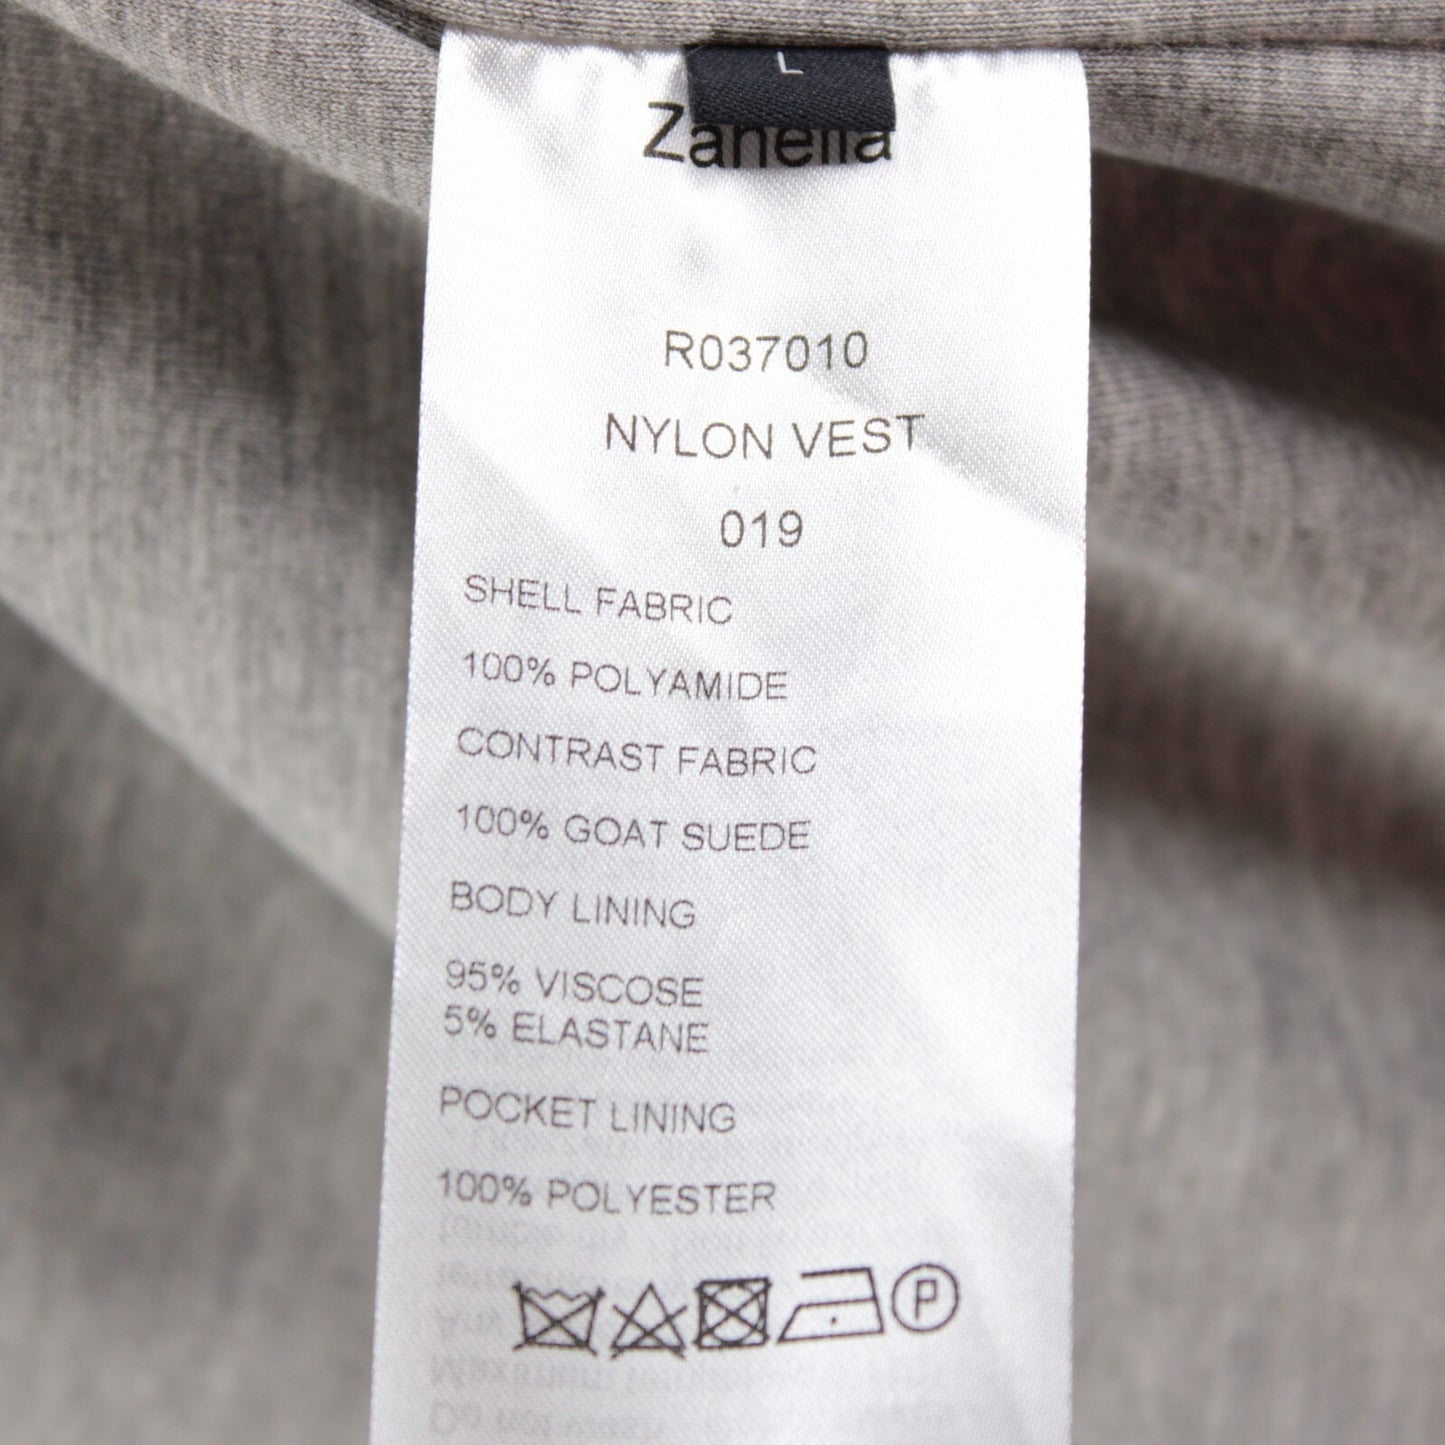 L
Zanella
R037010
NYLON VEST
019
SHELL FABRIC
100% POLYAMIDE
CONTRAST FABRIC
100% GOAT SUEDE
BODY LINING
95% VISCOSE
5% ELASTANE
POCKET LINING
100% POLYESTER
P